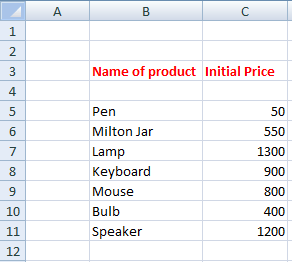 A B C
1
2
3 Name of product Initial Price
4
5 Pen 50
6 Milton Jar 550
7 Lamp 1300
8 Keyboard 900
9 Mouse 800
10 Bulb 400
11 Speaker 1200
12